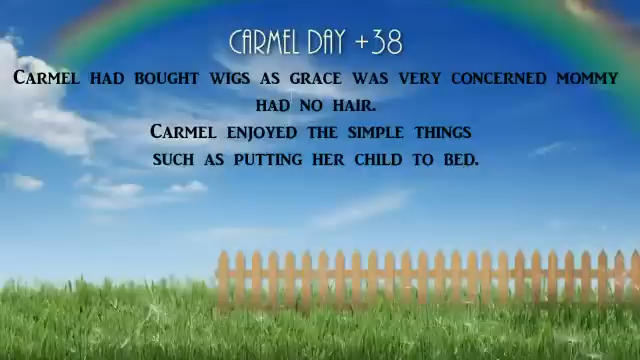 Carmel Day +38
Carmel had bought wigs as grace was very concerned mommy
had no hair.
Carmel enjoyed the simple things
such as putting her child to bed.